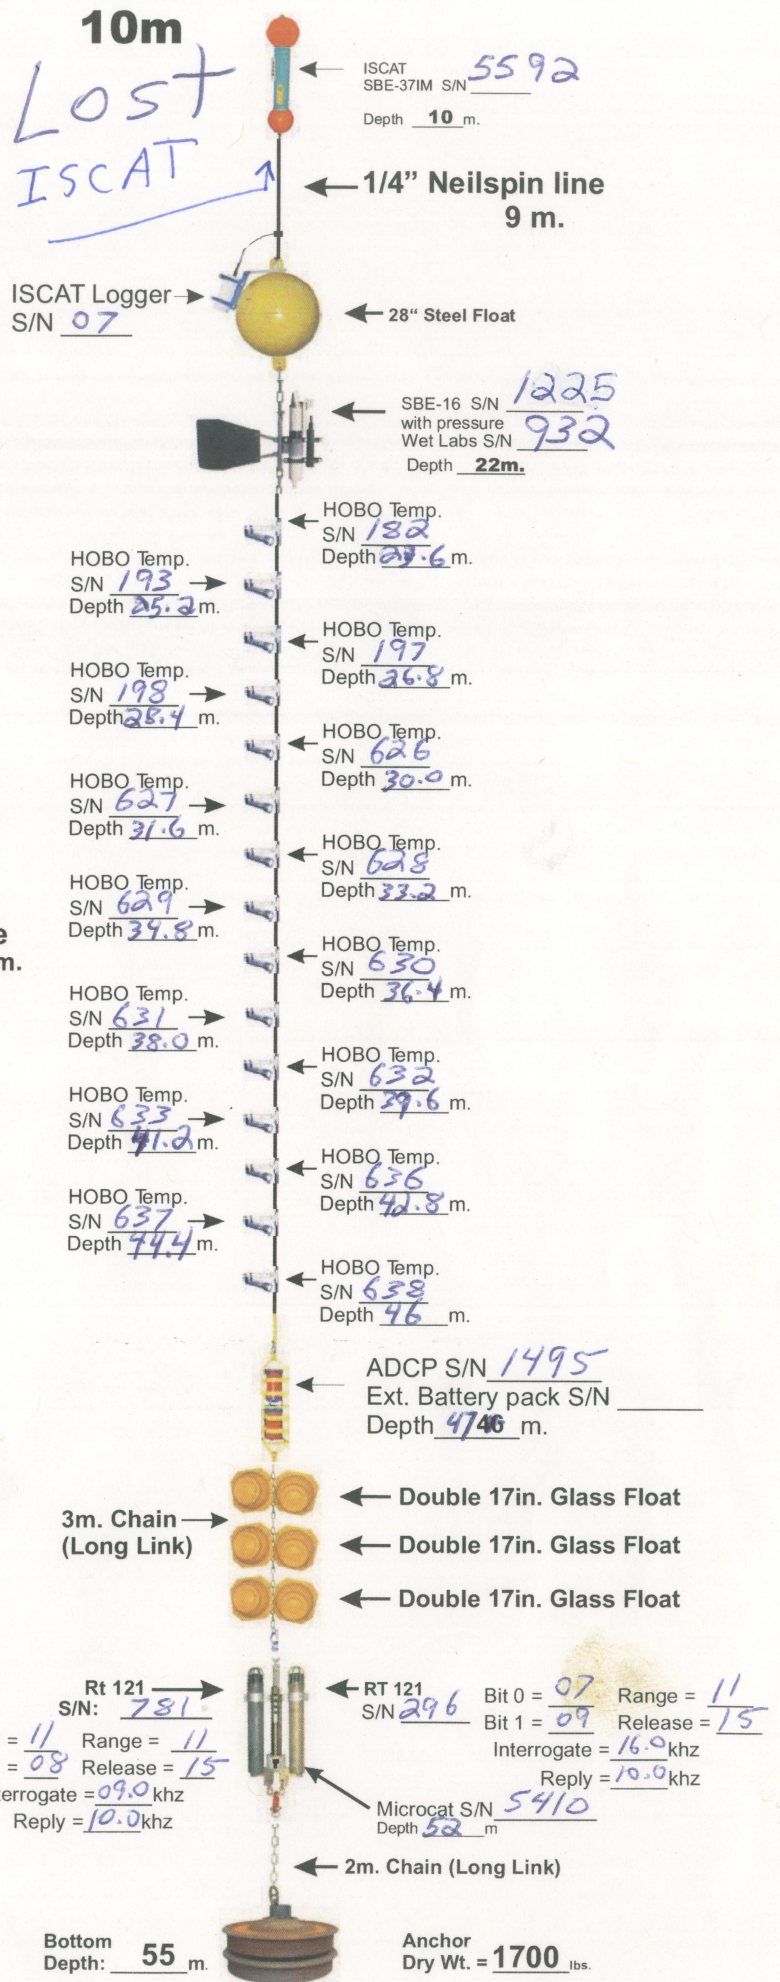 10m
Lost
ISCAT
ISCAT
SBE-37IM S/N 5592
Depth 10 m.
1/4" Neilspin line
9 m.
ISCAT Logger
S/N 07
28" Steel Float
SBE-16 S/N 1225
with pressure
Wet Labs S/N 932
Depth 22m.
HOBO Temp.
S/N 182
Depth 23.6 m.
HOBO Temp.
S/N 193
Depth 25.2 m.
HOBO Temp.
S/N 197
Depth 26.8 m.
HOBO Temp.
S/N 198
Depth 28.4 m.
HOBO Temp.
S/N 626
Depth 30.0 m.
HOBO Temp.
S/N 627
Depth 31.6 m.
HOBO Temp.
S/N 628
Depth 33.2 m.
HOBO Temp.
S/N 629
Depth 34.8 m.
e
m.
HOBO Temp.
S/N 630
Depth 36.4 m.
HOBO Temp.
S/N 631
Depth 38.0 m.
HOBO Temp.
S/N 632
Depth 39.6 m.
HOBO Temp.
S/N 633
Depth 41.2 m.
HOBO Temp.
S/N 636
Depth 42.8 m.
HOBO Temp.
S/N 637
Depth 44.4 m.
HOBO Temp.
S/N 638
Depth 46 m.
ADCP S/N 1495
Ext. Battery pack S/N
Depth m.
3m. Chain
(Long Link)
Double 17in. Glass Float
Double 17in. Glass Float
Double 17in. Glass Float
Rt 121
S/N: 781
= 11 Range = 11
= 08 Release = 15
errogate = 09.0 khz
Reply = 10.0 khz
RT 121
S/N 296
Bit 0 = 07 Range = 11
Bit 1 = 09 Release = 15
Interrogate = 16.0 khz
Reply = 10.0 khz
Microcat S/N 5410
Depth 52 m
2m. Chain (Long Link)
Bottom
Depth: 55 m.
Anchor
Dry Wt. = 1700 lbs.